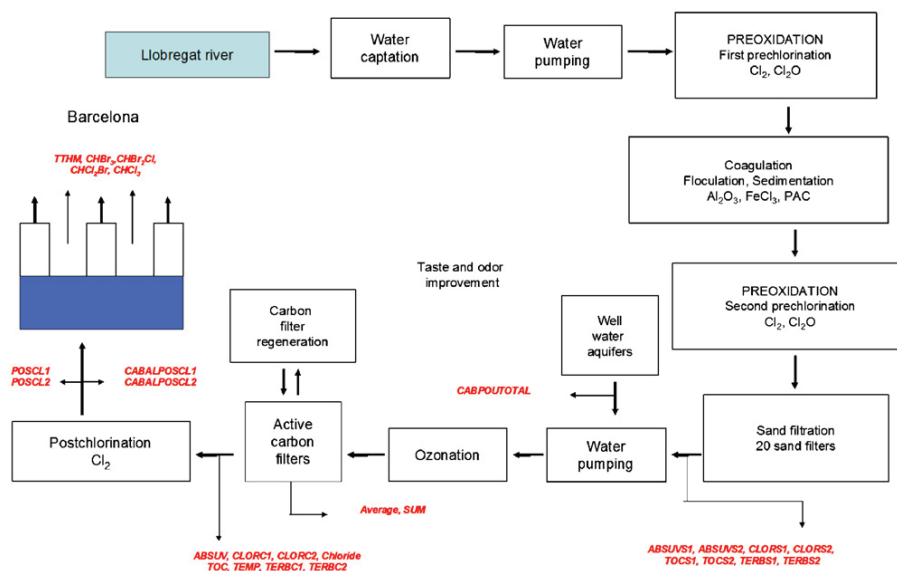 Llobregat river
Water
captation
Water
pumping
PREOXIDATION
First prechlorination
Cl₂, Cl₂O
Barcelona
TTHM, CHBr₃,CHBr₂Cl,
CHCl₂Br, CHCl₃
Coagulation
Floculation, Sedimentation
Al₂O₃, FeCl₃, PAC
Taste and odor
improvement
PREOXIDATION
Second prechlorination
Cl₂, Cl₂O
Carbon
filter
regeneration
Well
water
aquifers
POSCL1
POSCL2
CABALPOSCL1
CABALPOSCL2
CABPOUTOTAL
Postchlorination
Cl₂
Active
carbon
filters
Ozonation
Water
pumping
Sand filtration
20 sand filters
Average, SUM
ABSUV, CLORC1, CLORC2, Chloride
TOC, TEMP, TERBC1, TERBC2
ABSUVS1, ABSUVS2, CLORS1, CLORS2,
TOCS1, TOCS2, TERBS1, TERBS2